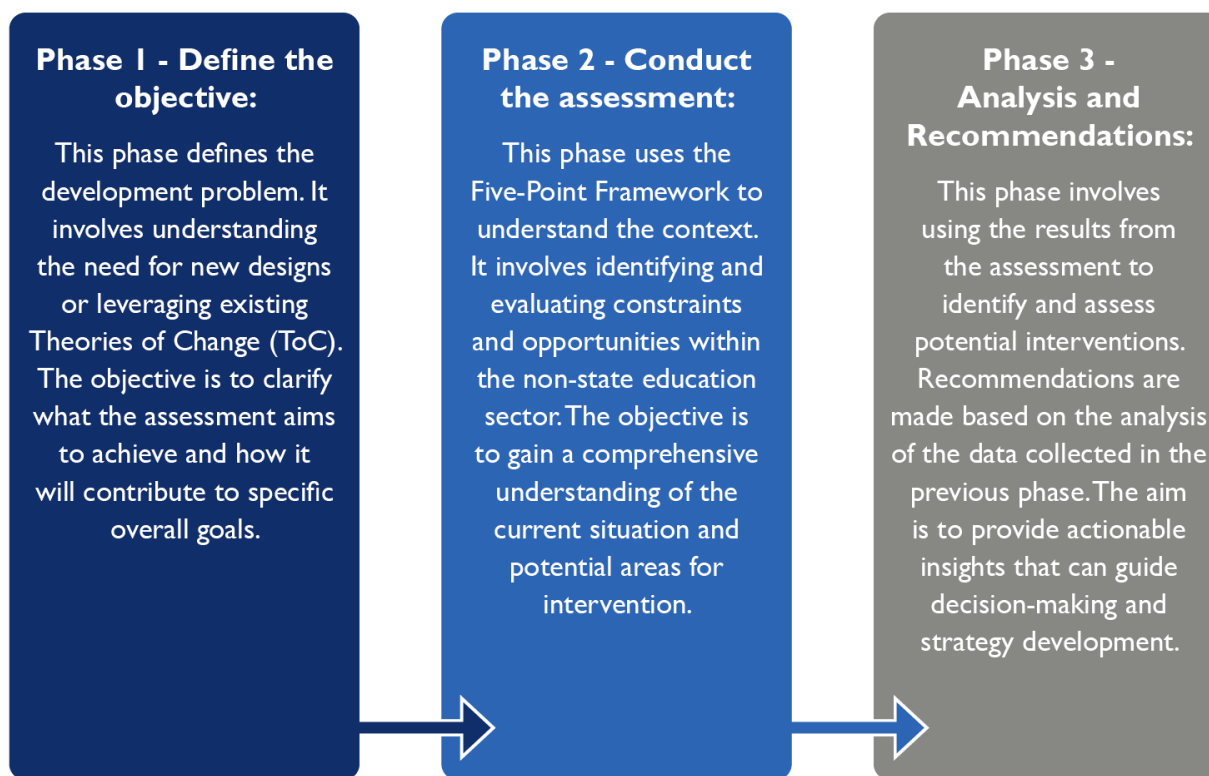 Phase 1 - Define the
objective:
This phase defines the
development problem. It
involves understanding
the need for new designs
or leveraging existing
Theories of Change (ToC).
The objective is to clarify
what the assessment aims
to achieve and how it
will contribute to specific
overall goals.
Phase 2 - Conduct
the assessment:
This phase uses the
Five-Point Framework to
understand the context.
It involves identifying and
evaluating constraints
and opportunities within
the non-state education
sector. The objective is
to gain a comprehensive
understanding of the
current situation and
potential areas for
intervention.
Phase 3 -
Analysis and
Recommendations:
This phase involves
using the results from
the assessment to
identify and assess
potential interventions.
Recommendations are
made based on the analysis
of the data collected in the
previous phase. The aim
is to provide actionable
insights that can guide
decision-making and
strategy development.